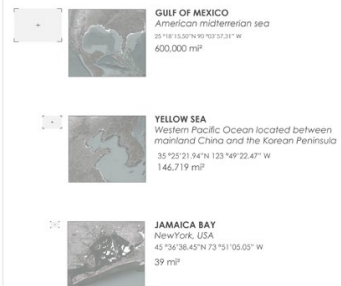 GULF OF MEXICO
American midterrerian sea
25 °18'15.50"N 90 °03'57.31" W
600,000 mi²
YELLOW SEA
Western Pacific Ocean located between
mainland China and the Korean Peninsula
35 °25'21.94"N 123 °49'22.47" W
146,719 mi²
JAMAICA BAY
NewYork, USA
45 °36'38.45"N 73 °51'05.05" W
39 mi²